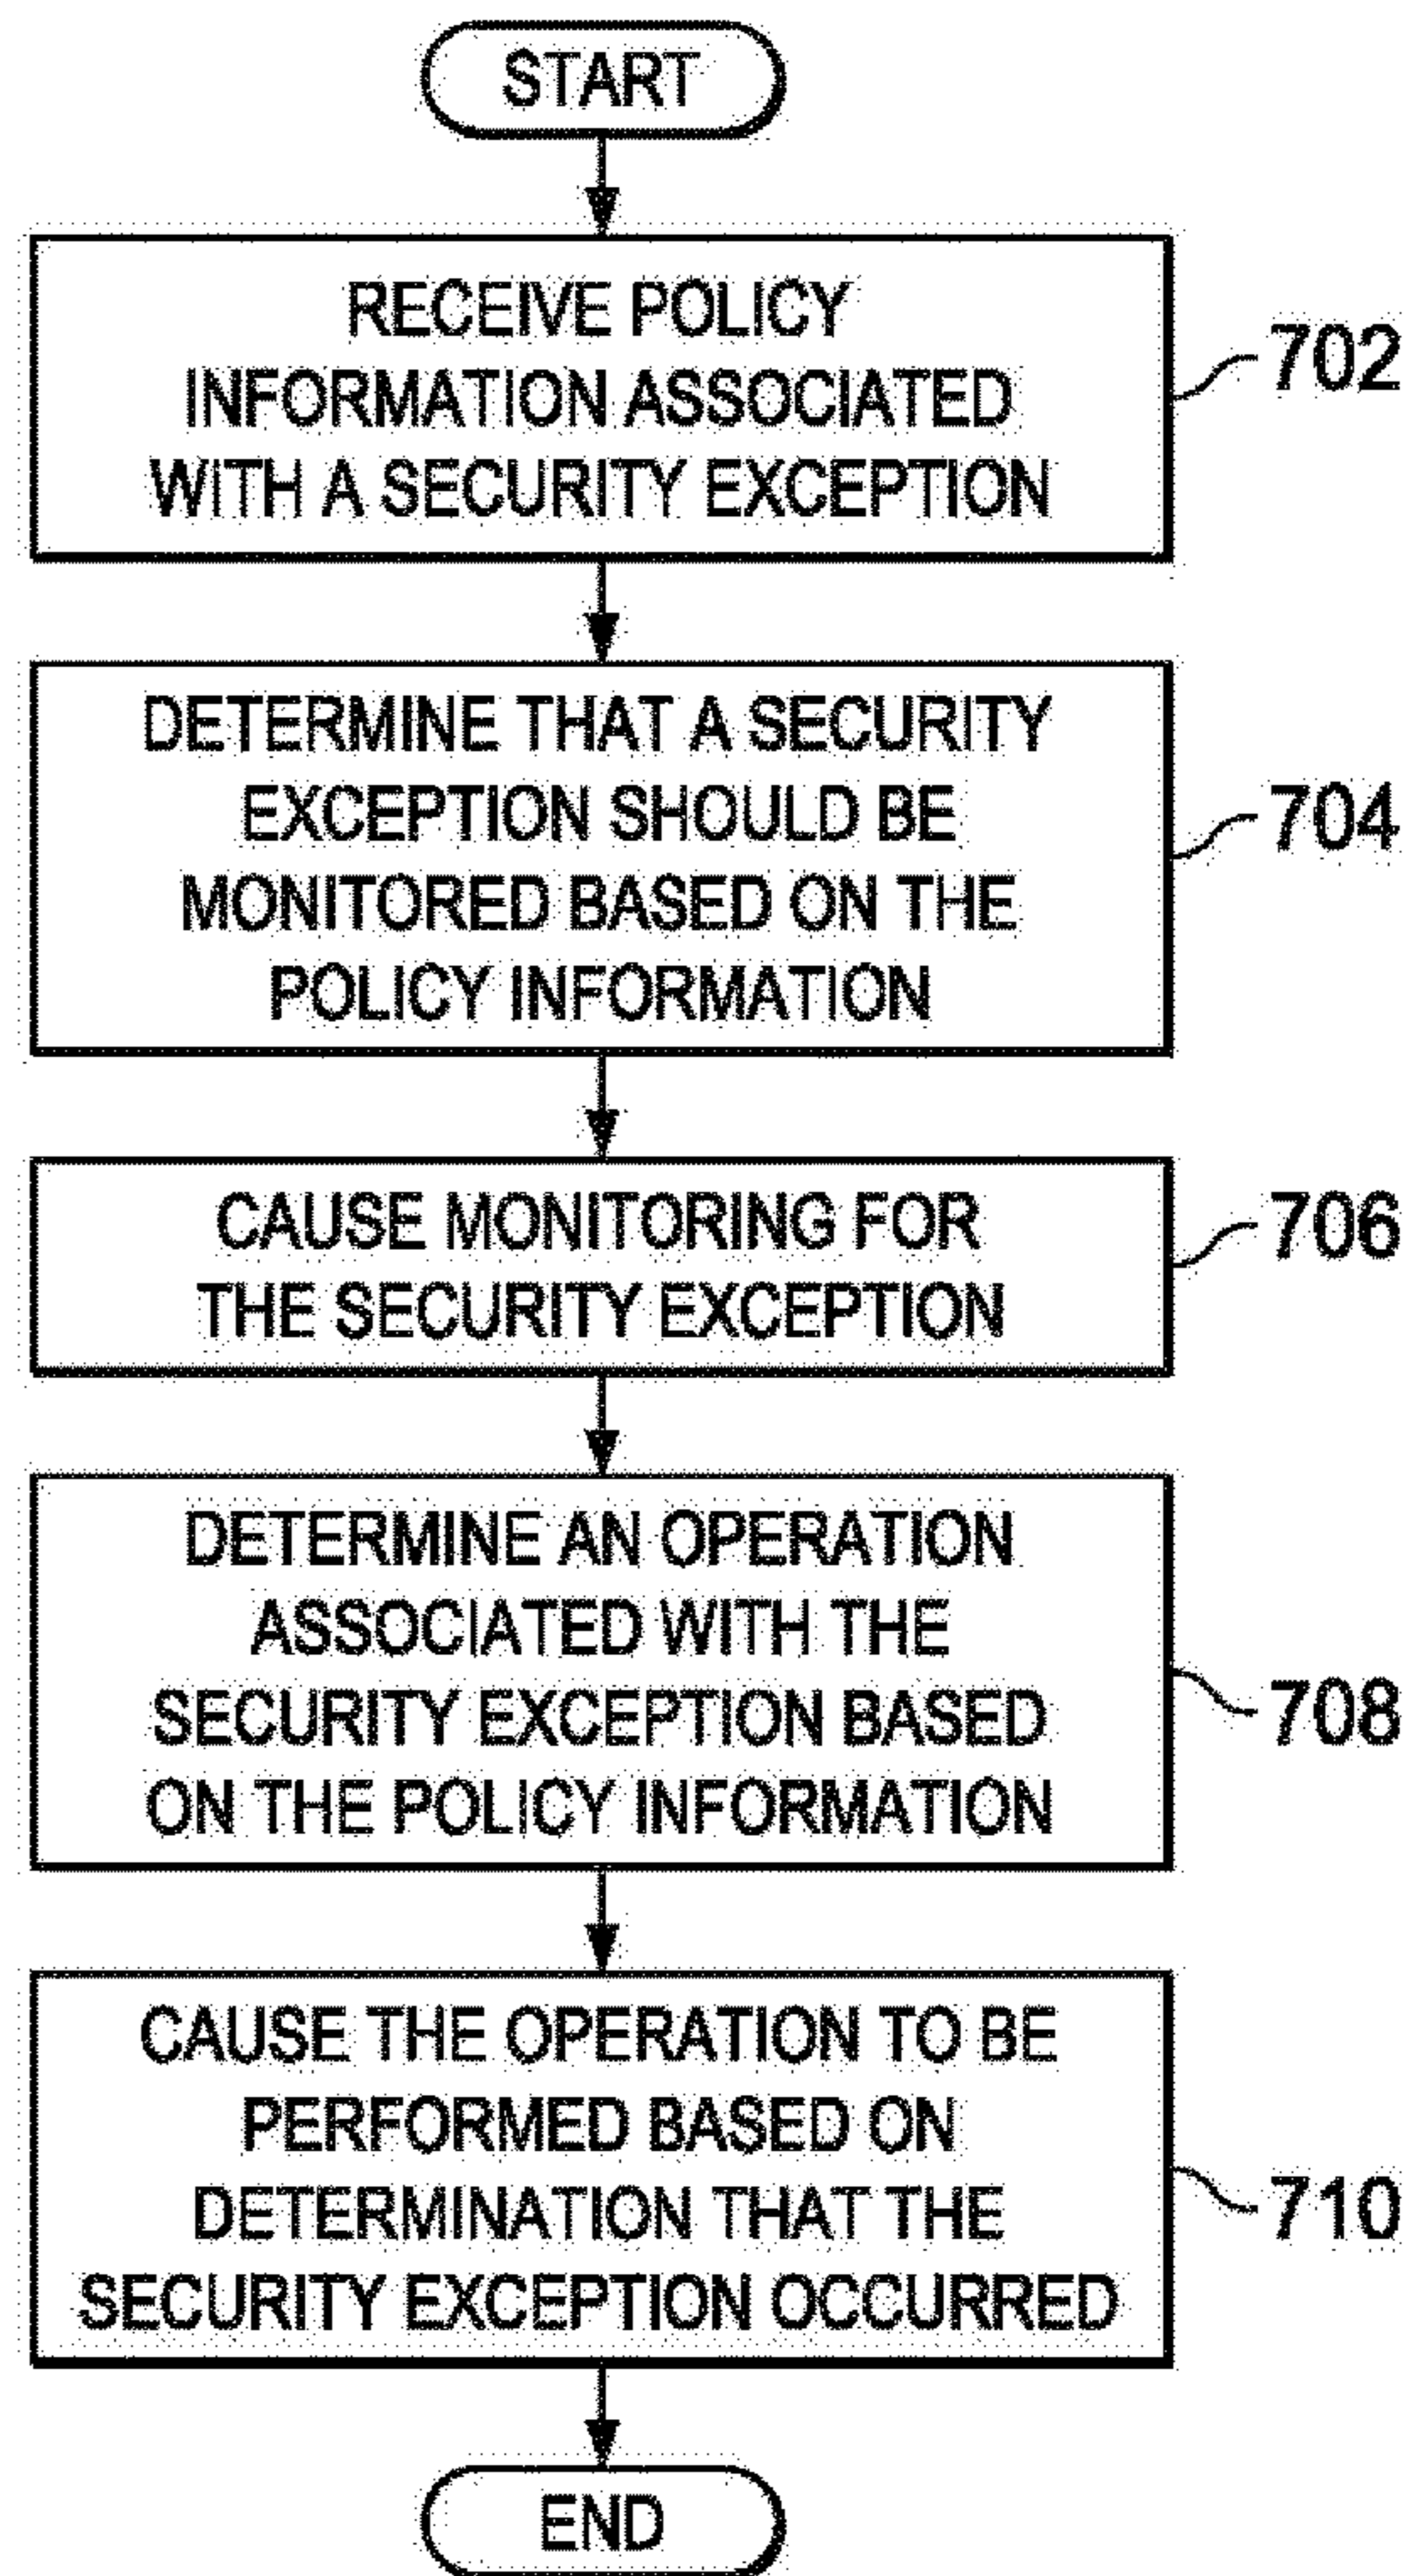 START
RECEIVE POLICY
INFORMATION ASSOCIATED
WITH A SECURITY EXCEPTION
702
DETERMINE THAT A SECURITY
EXCEPTION SHOULD BE
MONITORED BASED ON THE
POLICY INFORMATION
704
CAUSE MONITORING FOR
THE SECURITY EXCEPTION
706
DETERMINE AN OPERATION
ASSOCIATED WITH THE
SECURITY EXCEPTION BASED
ON THE POLICY INFORMATION
708
CAUSE THE OPERATION TO BE
PERFORMED BASED ON
DETERMINATION THAT THE
SECURITY EXCEPTION OCCURRED
710
END